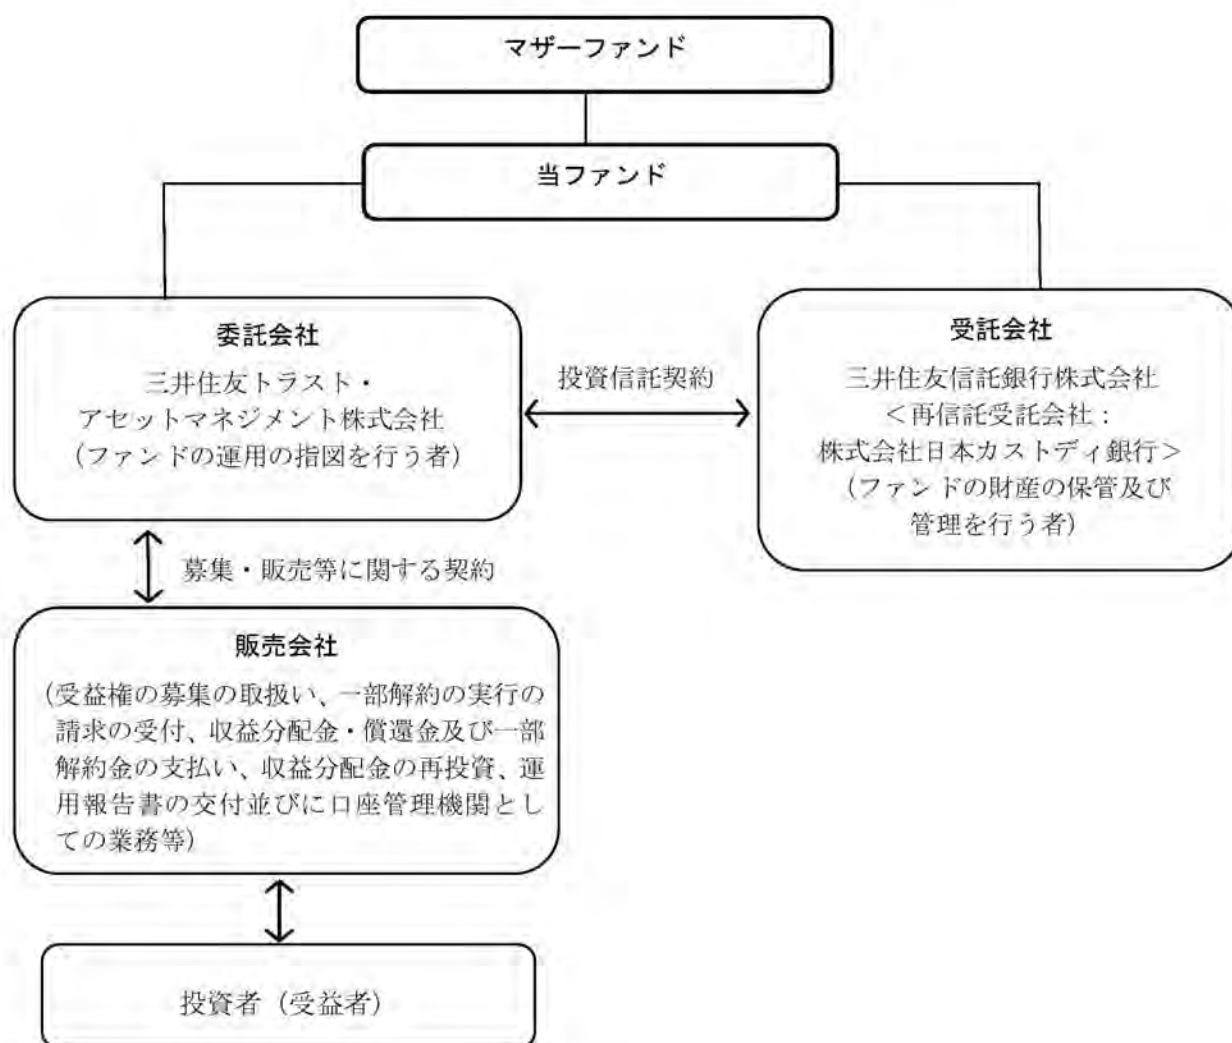 マザーファンド
当ファンド
委託会社
三井住友トラスト・
アセットマネジメント株式会社
(ファンドの運用の指図を行う者)
投資信託契約
受託会社
三井住友信託銀行株式会社
<再信託受託会社:
株式会社日本カストディ銀行>
(ファンドの財産の保管及び
管理を行う者)
募集・販売等に関する契約
販売会社
(受益権の募集の取扱い、一部解約の実行の
請求の受付、収益分配金・償還金及び一部
解約金の支払い、収益分配金の再投資、運
用報告書の交付並びに口座管理機関とし
ての業務等)
投資者(受益者)